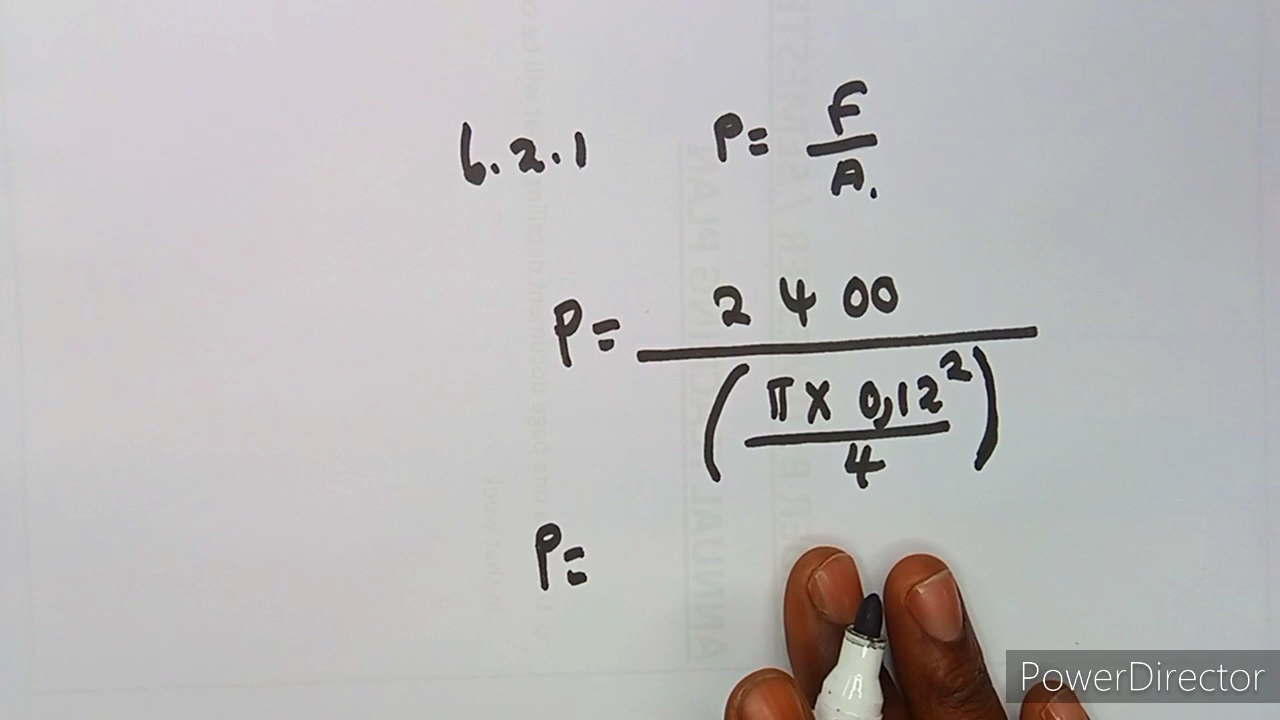 6.2.1 P= F/A.
P= 2400/(π x 0,12²/4)
P=
PowerDirector